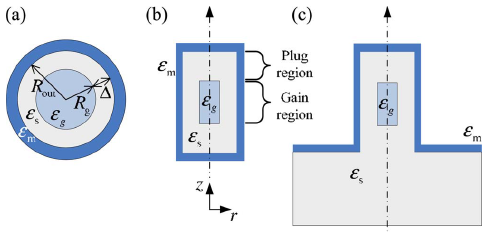 (a)
R_out
R_g
Δ
ε_s
ε_g
ε_m
(b)
ε_m
Plug
region
ε_g
Gain
region
ε_s
z
r
(c)
ε_g
ε_m
ε_s